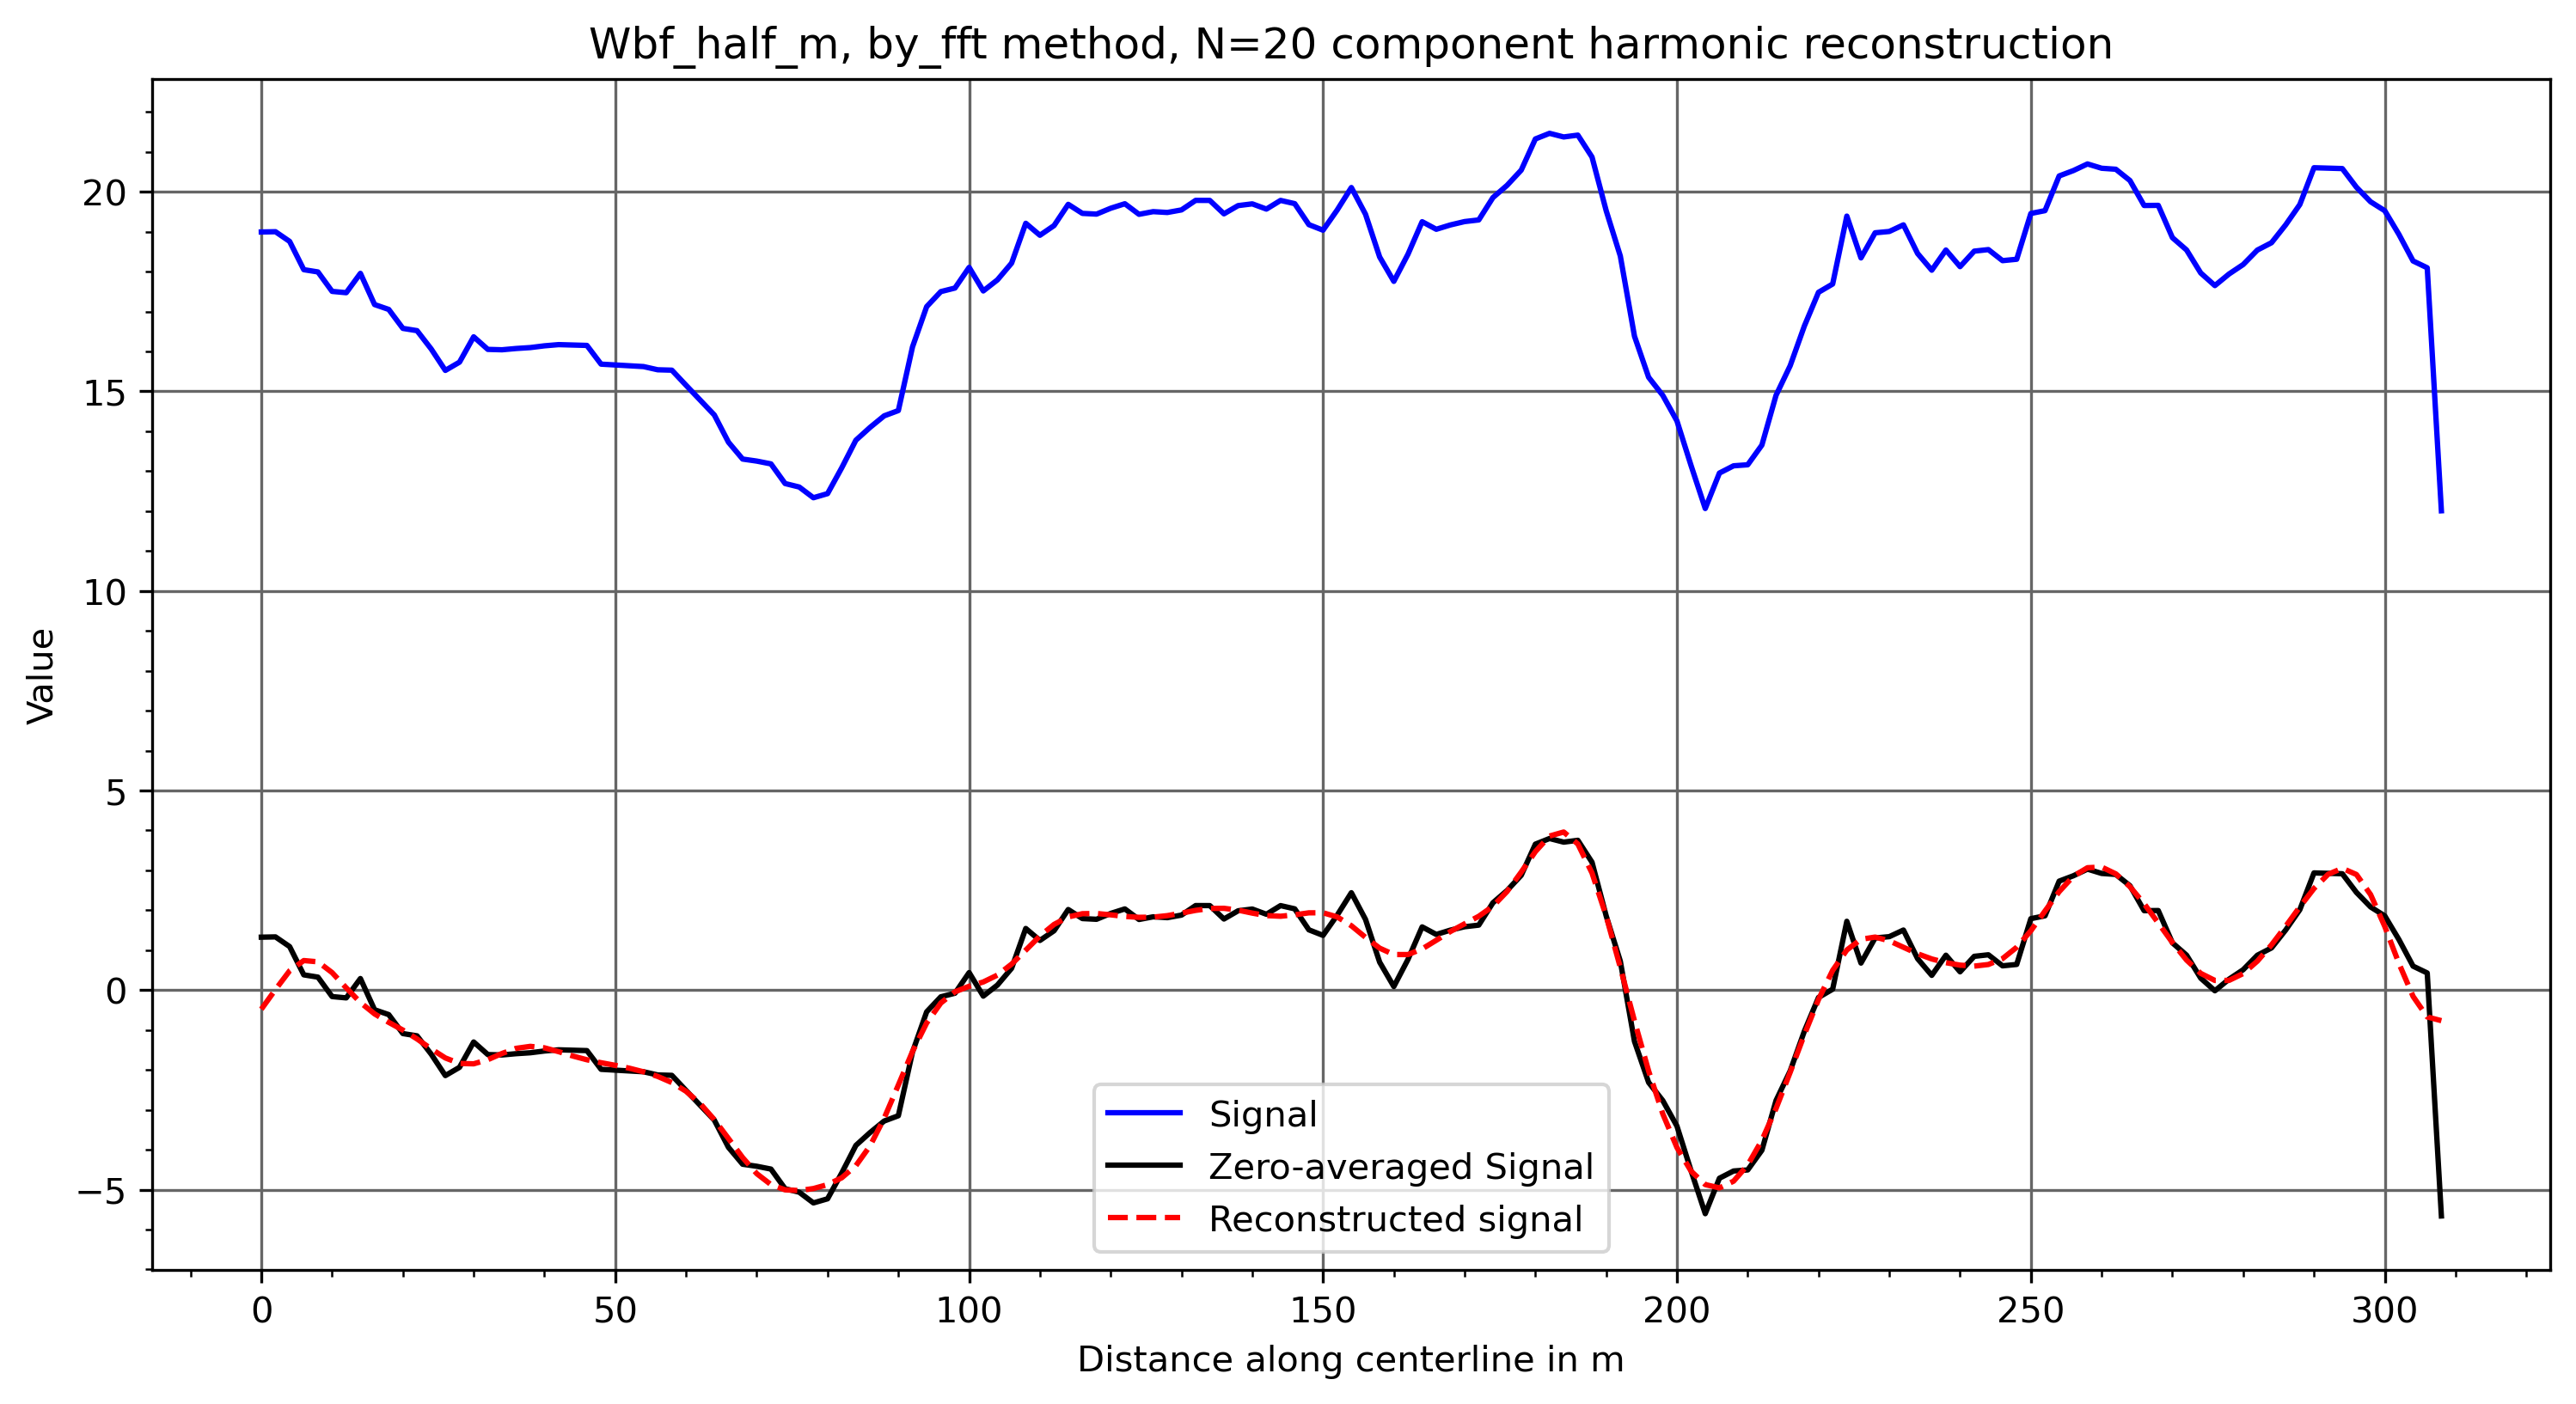 Wbf_half_m, by_fft method, N=20 component harmonic reconstruction
20
15
10
5
0
−5
Value
Signal
Zero-averaged Signal
Reconstructed signal
0 50 100 150 200 250 300
Distance along centerline in m